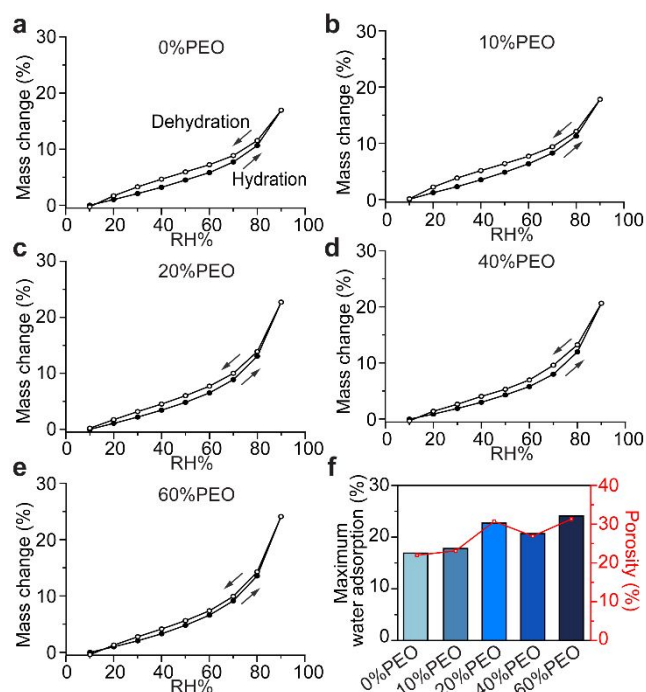 a
0%PEO
Mass change (%)
30
20
10
0
Dehydration
Hydration
0 20 40 60 80 100
RH%
b
10%PEO
Mass change (%)
30
20
10
0
0 20 40 60 80 100
RH%
c
20%PEO
Mass change (%)
30
20
10
0
0 20 40 60 80 100
RH%
d
40%PEO
Mass change (%)
30
20
10
0
0 20 40 60 80 100
RH%
e
60%PEO
Mass change (%)
30
20
10
0
0 20 40 60 80 100
RH%
f
Maximum
water adsorption (%)
30
20
10
0
Porosity (%)
40
30
20
10
0
0%PEO
10%PEO
20%PEO
40%PEO
60%PEO